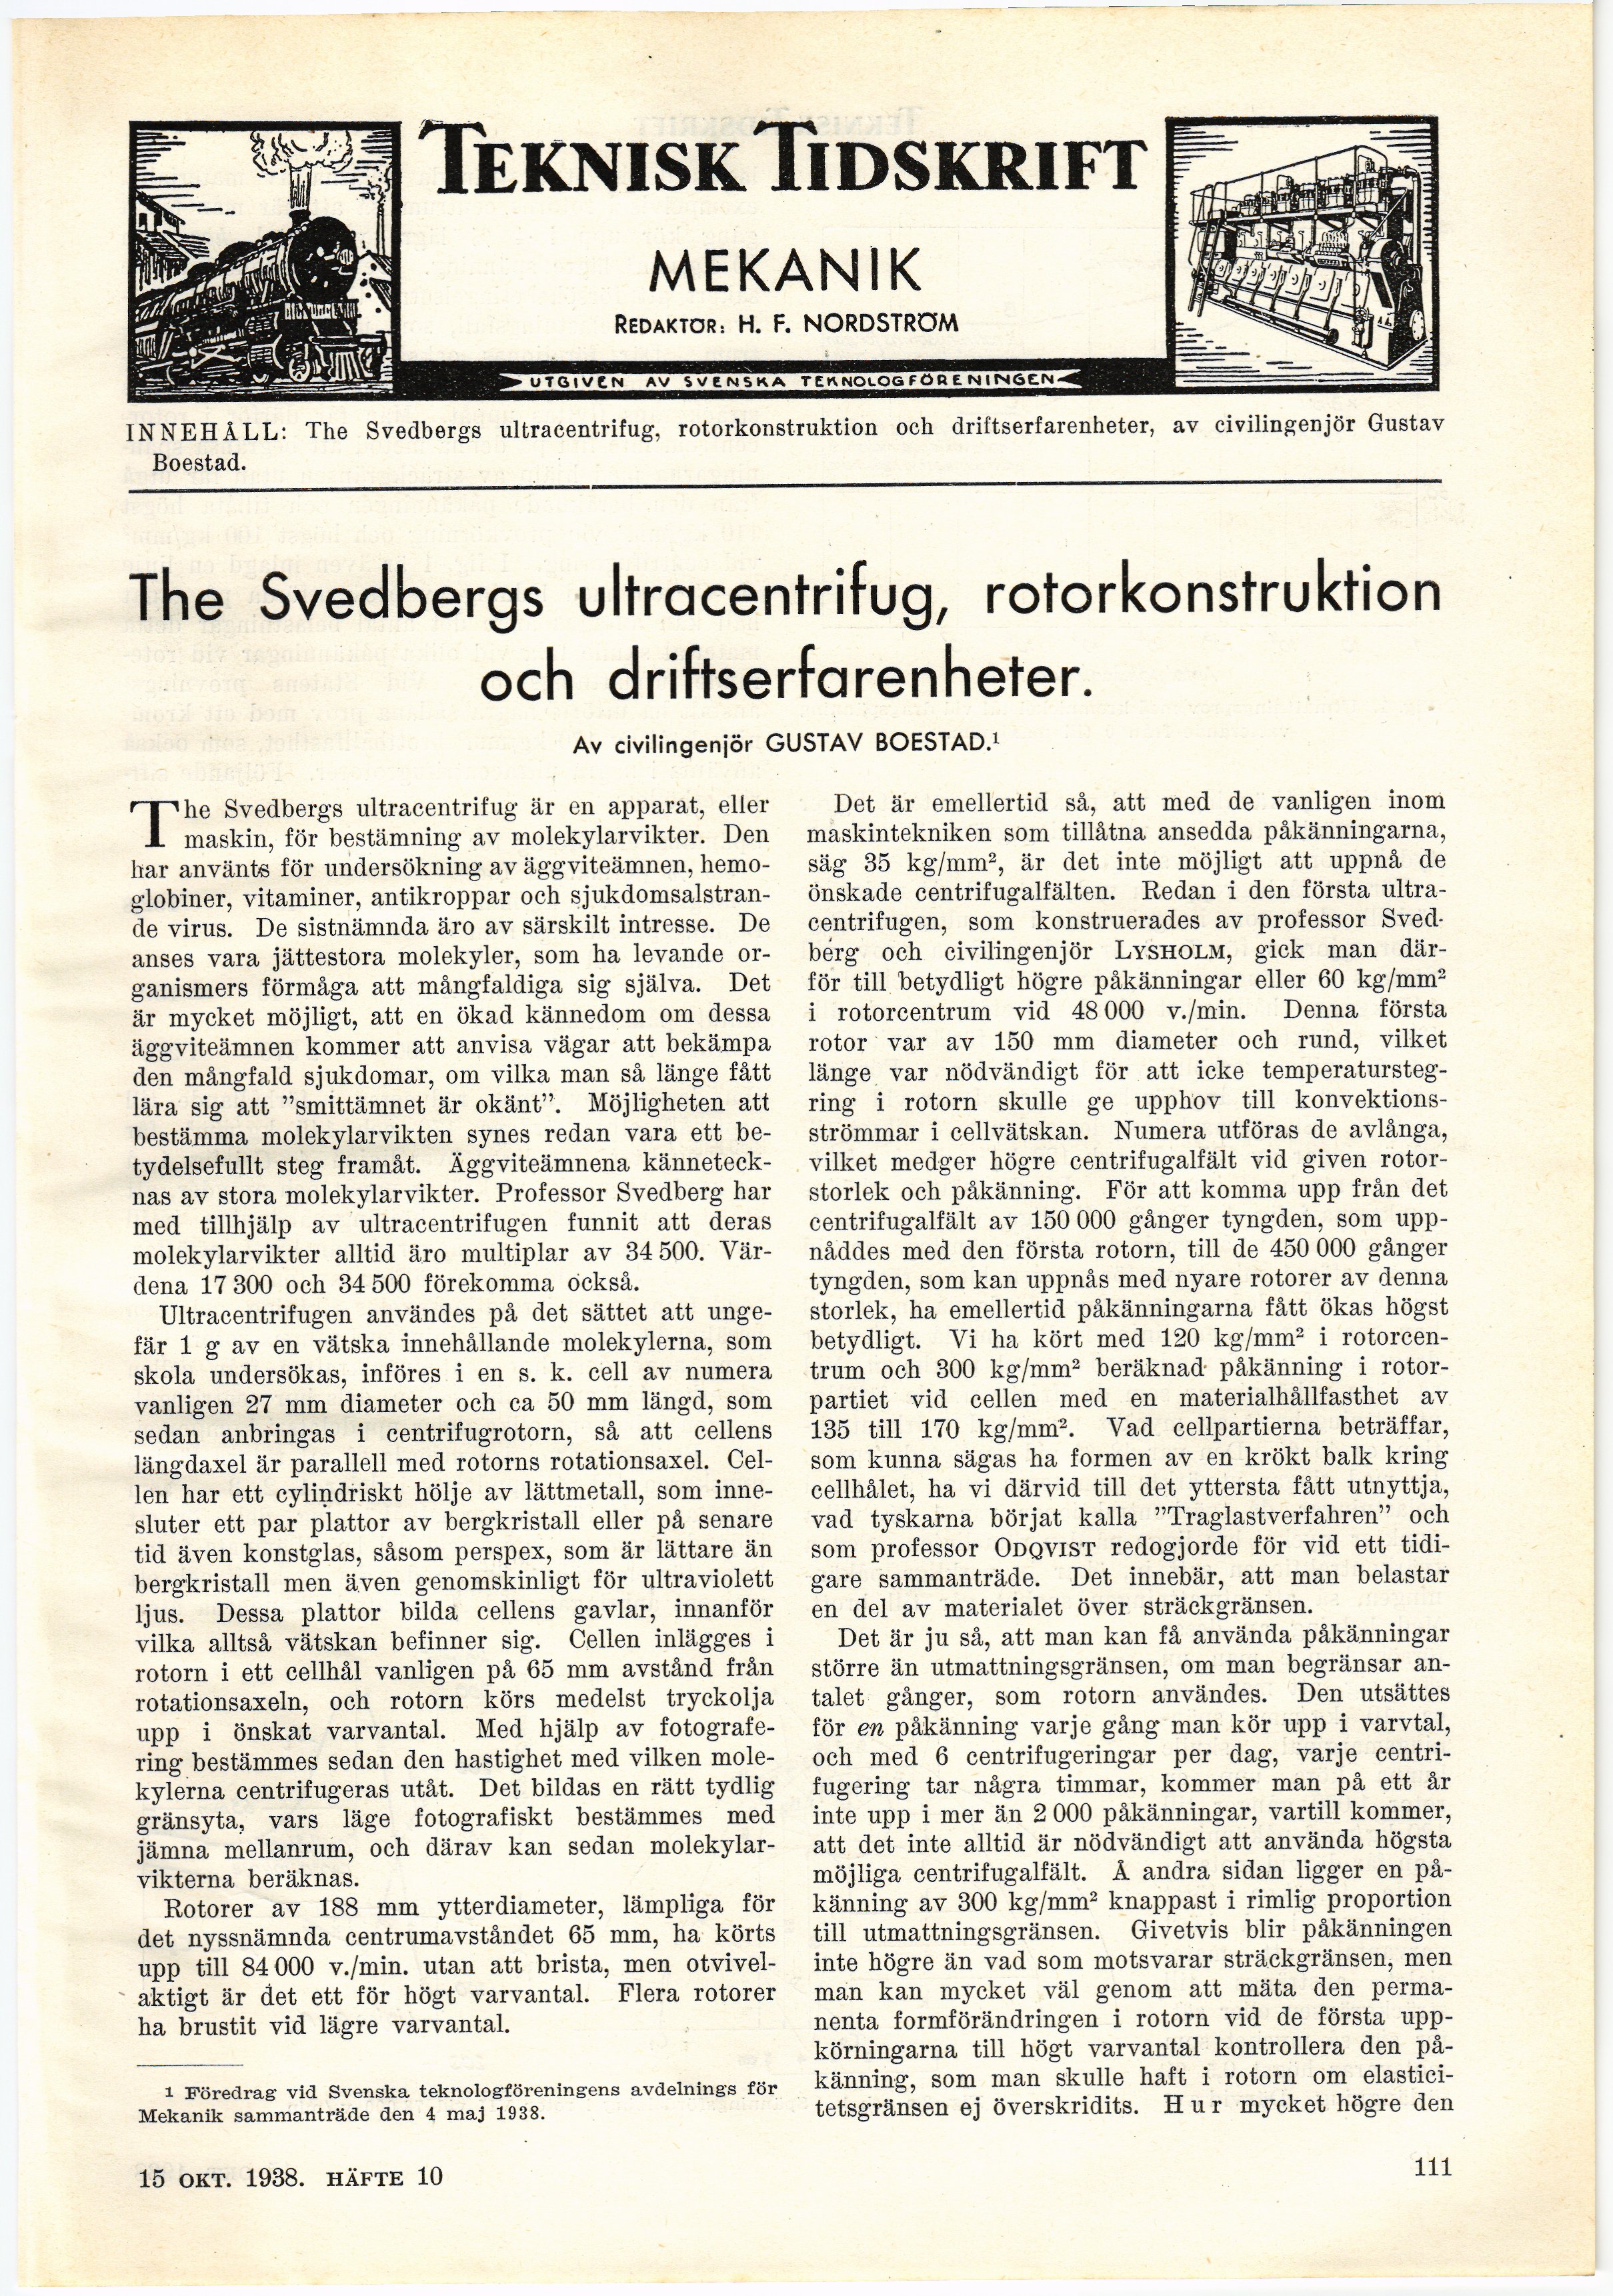 TEKNISK TIDSKRIFT
MEKANIK
REDAKTÖR: H. F. NORDSTRÖM
UTGIVEN AV SVENSKA TEKNOLOGFÖRENINGEN
INNEHÅLL: The Svedbergs ultracentrifug, rotorkonstruktion och driftserfarenheter, av civilingenjör Gustav
Boestad.
The Svedbergs ultracentrifug, rotorkonstruktion
och driftserfarenheter.
Av civilingenjör GUSTAV BOESTAD.¹
The Svedbergs ultracentrifug är en apparat, eller
maskin, för bestämning av molekylarvikter. Den
har använts för undersökning av äggviteämnen, hemo-
globiner, vitaminer, antikroppar och sjukdomsalstran-
de virus. De sistnämnda äro av särskilt intresse. De
anses vara jättestora molekyler, som ha levande or-
ganismers förmåga att mångfaldiga sig själva. Det
är mycket möjligt, att en ökad kännedom om dessa
äggviteämnen kommer att anvisa vägar att bekämpa
den mångfald sjukdomar, om vilka man så länge fått
lära sig att "smittämnet är okänt". Möjligheten att
bestämma molekylarvikten synes redan vara ett be-
tydelsefullt steg framåt. Äggviteämnena känneteck-
nas av stora molekylarvikter. Professor Svedberg har
med tillhjälp av ultracentrifugen funnit att deras
molekylarvikter alltid äro multiplar av 34 500. Vär-
dena 17 300 och 34 500 förekomma också.
Ultracentrifugen användes på det sättet att unge-
fär 1 g av en vätska innehållande molekylerna, som
skola undersökas, införes i en s. k. cell av numera
vanligen 27 mm diameter och ca 50 mm längd, som
sedan anbringas i centrifugrotorn, så att cellens
längdaxel är parallell med rotorns rotationsaxel. Cel-
len har ett cylindriskt hölje av lättmetall, som inne-
sluter ett par plattor av bergkristall eller på senare
tid även konstglas, såsom perspex, som är lättare än
bergkristall men även genomskinligt för ultraviolett
ljus. Dessa plattor bilda cellens gavlar, innanför
vilka alltså vätskan befinner sig. Cellen inlägges i
rotorn i ett cellhål vanligen på 65 mm avstånd från
rotationsaxeln, och rotorn körs medelst tryckolja
upp i önskat varvantal. Med hjälp av fotografe-
ring bestämmes sedan den hastighet med vilken mole-
kylerna centrifugeras utåt. Det bildas en rätt tydlig
gränsyta, vars läge fotografiskt bestämmes med
jämna mellanrum, och därav kan sedan molekylar-
vikterna beräknas.
Rotorer av 188 mm ytterdiameter, lämpliga för
det nyssnämnda centrumavståndet 65 mm, ha körts
upp till 84 000 v./min. utan att brista, men otvivel-
aktigt är det ett för högt varvantal. Flera rotorer
ha brustit vid lägre varvantal.
1 Föredrag vid Svenska teknologföreningens avdelnings för
Mekanik sammanträde den 4 maj 1938.
Det är emellertid så, att med de vanligen inom
maskintekniken som tillåtna ansedda påkänningarna,
säg 35 kg/mm², är det inte möjligt att uppnå de
önskade centrifugalfälten. Redan i den första ultra-
centrifugen, som konstruerades av professor Sved-
berg och civilingenjör LYSHOLM, gick man där-
för till betydligt högre påkänningar eller 60 kg/mm²
i rotorcentrum vid 48 000 v./min. Denna första
rotor var av 150 mm diameter och rund, vilket
länge var nödvändigt för att icke temperatursteg-
ring i rotorn skulle ge upphov till konvektions-
strömmar i cellvätskan. Numera utföras de avlånga,
vilket medger högre centrifugalfält vid given rotor-
storlek och påkänning. För att komma upp från det
centrifugalfält av 150 000 gånger tyngden, som upp-
nåddes med den första rotorn, till de 450 000 gånger
tyngden, som kan uppnås med nyare rotorer av denna
storlek, ha emellertid påkänningarna fått ökas högst
betydligt. Vi ha kört med 120 kg/mm² i rotorcen-
trum och 300 kg/mm² beräknad påkänning i rotor-
partiet vid cellen med en materialhållfasthet av
135 till 170 kg/mm². Vad cellpartierna beträffar,
som kunna sägas ha formen av en krökt balk kring
cellhålet, ha vi därvid till det yttersta fått utnyttja,
vad tyskarna börjat kalla "Traglastverfahren" och
som professor ODQVIST redogjorde för vid ett tidi-
gare sammanträde. Det innebär, att man belastar
en del av materialet över sträckgränsen.
Det är ju så, att man kan få använda påkänningar
större än utmattningsgränsen, om man begränsar an-
talet gånger, som rotorn användes. Den utsättes
för en påkänning varje gång man kör upp i varvtal,
och med 6 centrifugeringar per dag, varje centri-
fugering tar några timmar, kommer man på ett år
inte upp i mer än 2 000 påkänningar, vartill kommer,
att det inte alltid är nödvändigt att använda högsta
möjliga centrifugalfält. Å andra sidan ligger en på-
känning av 300 kg/mm² knappast i rimlig proportion
till utmattningsgränsen. Givetvis blir påkänningen
inte högre än vad som motsvarar sträckgränsen, men
man kan mycket väl genom att mäta den perma-
nenta formförändringen i rotorn vid de första upp-
körningarna till högt varvantal kontrollera den på-
känning, som man skulle haft i rotorn om elastici-
tetsgränsen ej överskridits. Hur mycket högre den
15 OKT. 1938. HÄFTE 10
111